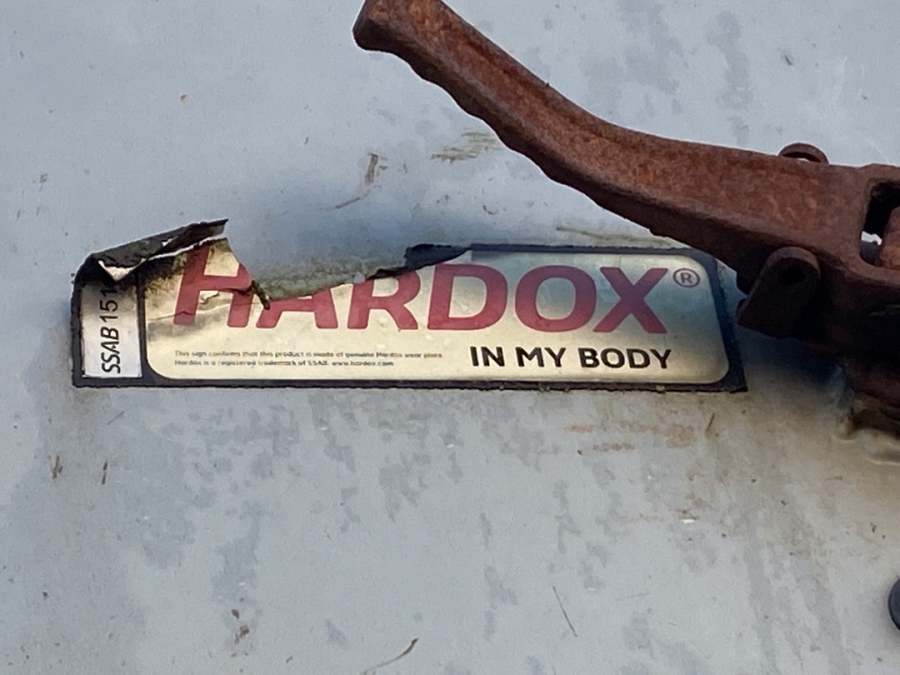 HARDOX®
IN MY BODY
This sign confirms that this product is made of genuine Hardox wear plate.
Hardox is a registered trademark of SSAB. www.hardox.com
SSAB 151